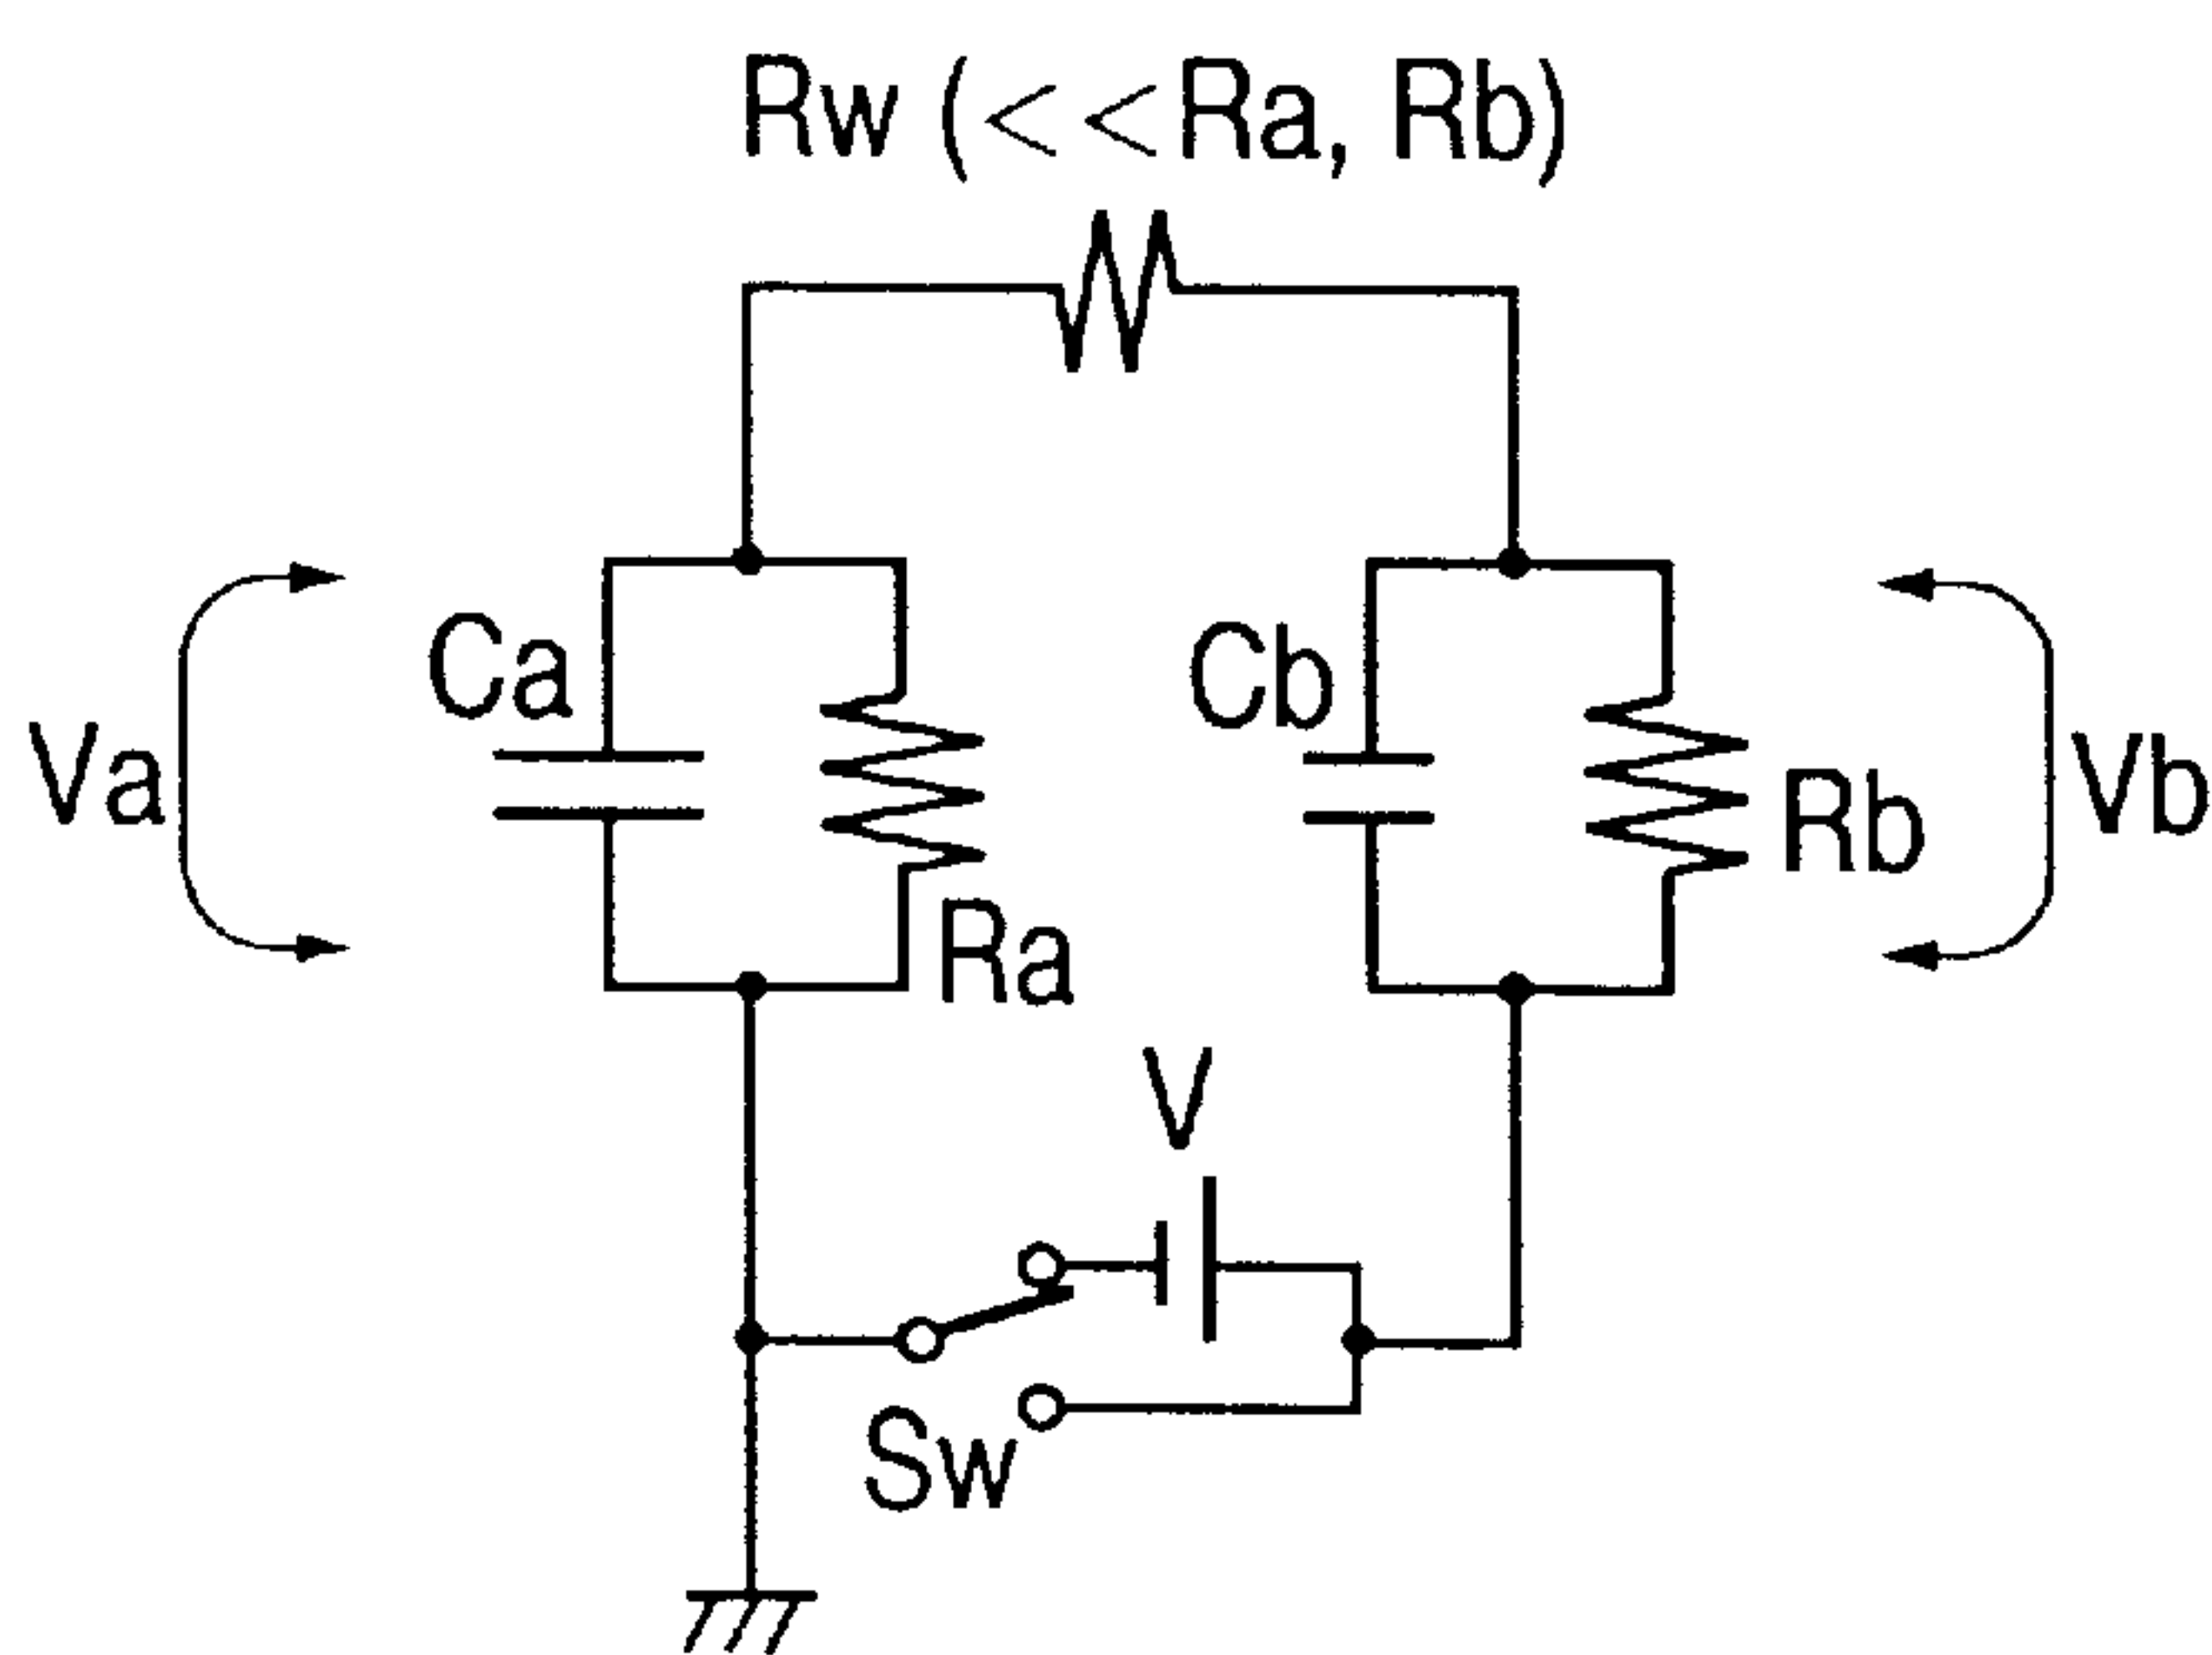 Rw (<<Ra, Rb)
Ca
Cb
Va
Vb
Rb
Ra
V
Sw